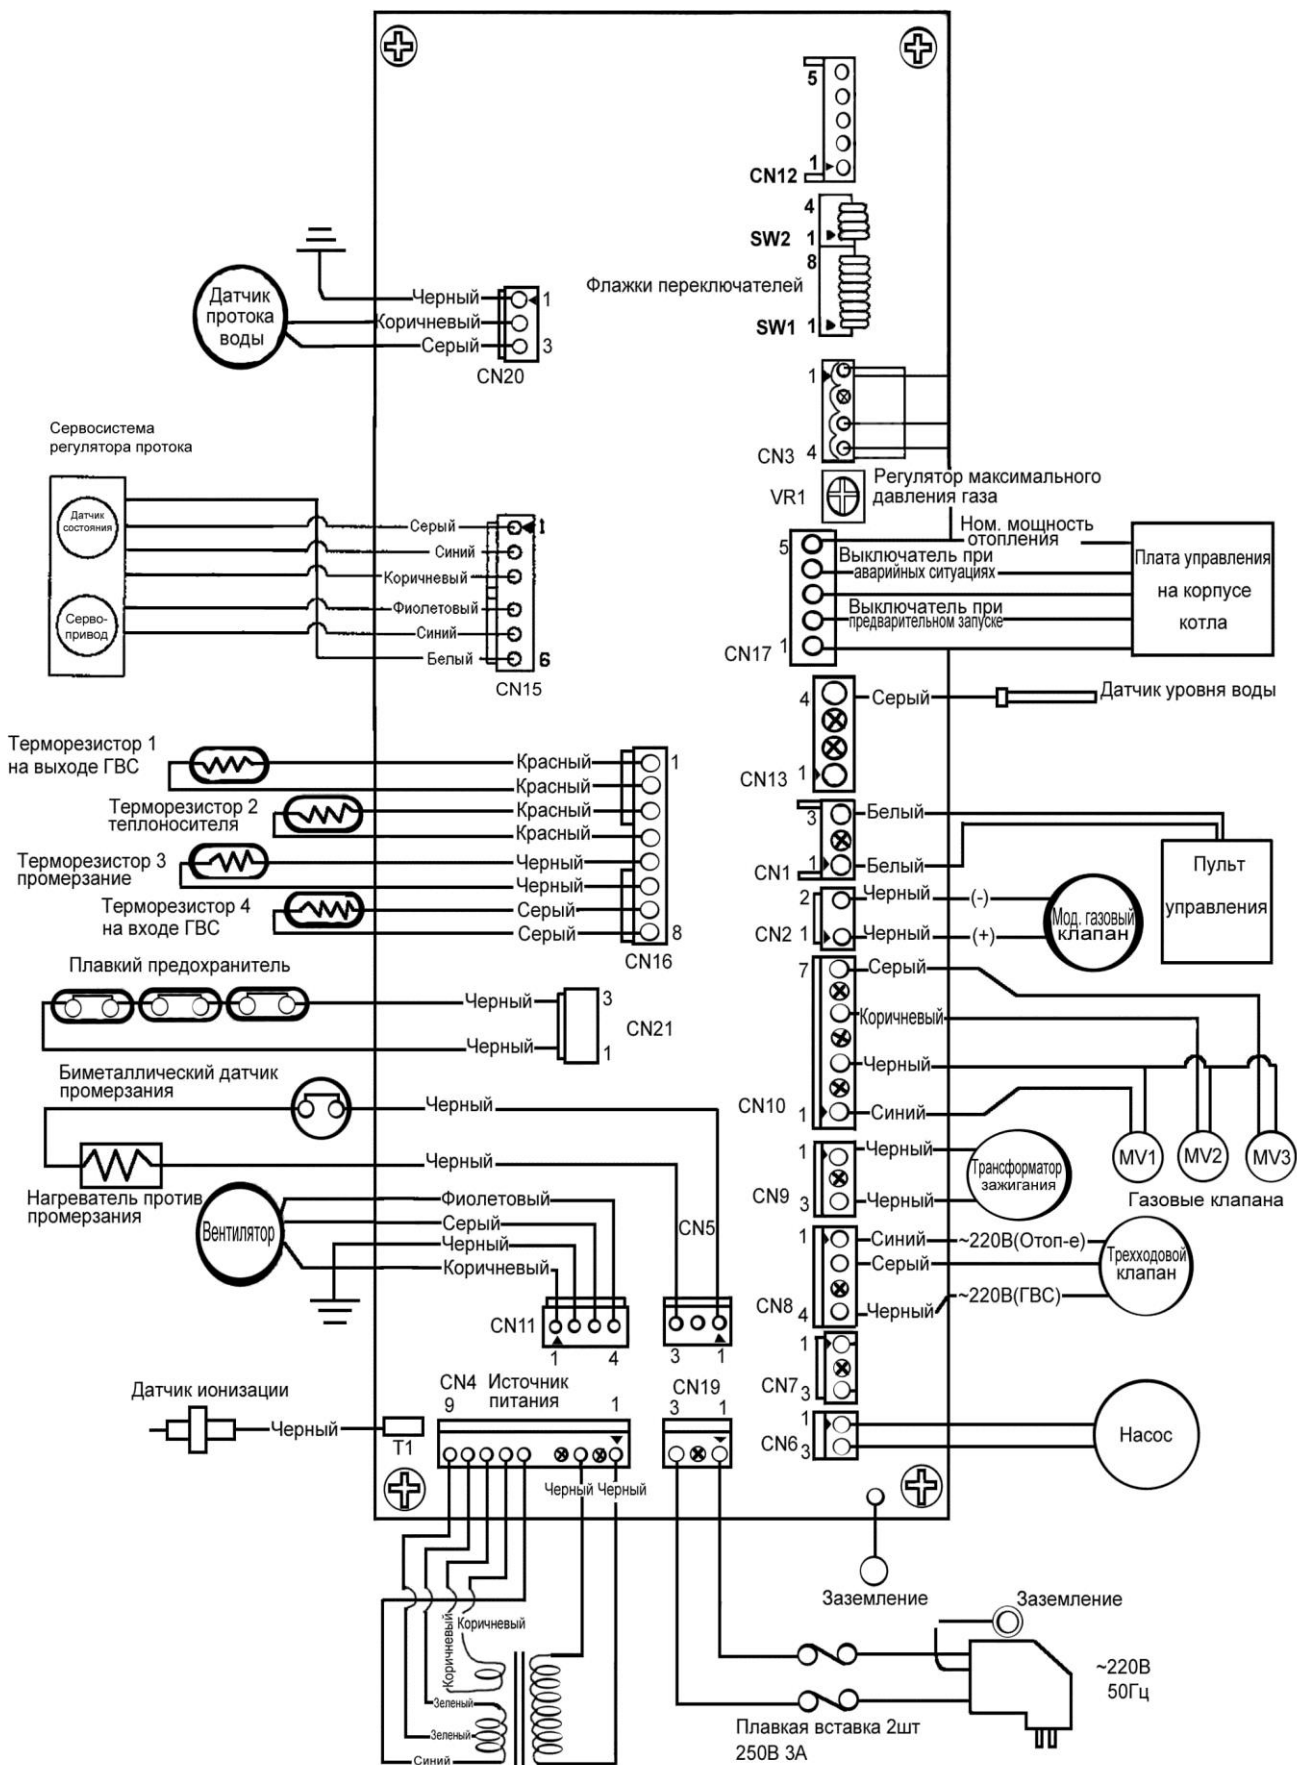 5
1
CN12
4
SW2 1
8
Флажки переключателей
SW1 1
Датчик
протока
воды
Черный
1
Коричневый
Серый
3
CN20
1
CN3 4
VR1
Регулятор максимального
давления газа
Сервосистема
регулятора протока
Датчик
состояния
Серво-
привод
Серый
1
Синий
Коричневый
Фиолетовый
Синий
Белый
6
CN15
5
Ном. мощность
отопления
Выключатель при
аварийных ситуациях
Выключатель при
предварительном запуске
CN17
1
Плата управления
на корпусе
котла
4
Серый
Датчик уровня воды
CN13 1
Терморезистор 1
на выходе ГВС
Терморезистор 2
теплоносителя
Терморезистор 3
промерзание
Терморезистор 4
на входе ГВС
Красный
1
Красный
Красный
Красный
Черный
Черный
Серый
Серый
8
CN16
3
Белый
CN1
1
Белый
Пульт
управления
2
Черный
(-)
CN2 1
Черный
(+)
Мод. газовый
клапан
Плавкий предохранитель
Черный
3
CN21
Черный
1
7
Серый
Коричневый
Черный
CN10
1
Синий
MV1
MV2
MV3
Газовые клапана
Биметаллический датчик
промерзания
Черный
Черный
Нагреватель против
промерзания
Вентилятор
Фиолетовый
Серый
Черный
Коричневый
CN5
CN11
1
4
3
1
1
Черный
CN9
3
Черный
Трансформатор
зажигания
1
Синий
~220В(Отоп-е)
Серый
CN8
4
Черный
~220В(ГВС)
Трехходовой
клапан
1
CN7
3
1
CN6
3
Насос
Датчик ионизации
Черный
T1
CN4 Источник
питания
9
1
Черный Черный
CN19
3 1
Заземление
Заземление
~220В
50Гц
Плавкая вставка 2шт
250В 3А
Коричневый
Коричневый
Зеленый
Зеленый
Синий